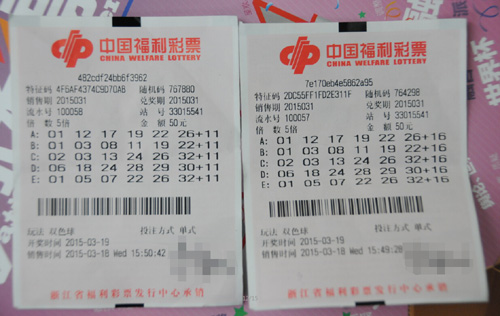 中国福利彩票
CHINA WELFARE LOTTERY
482cdf24bb6f3962
特征码 4F6AF4374C9D70AB 随机码 767880
销售期 2015031 兑奖期 2015031
流水号 100058 站 号 33015541
倍 数 5倍 金 额 50元
A: 01 12 17 19 22 26+11
B: 01 03 08 11 19 22+11
C: 02 03 13 24 26 32+11
D: 06 18 24 28 29 30+11
E: 01 05 07 22 26 32+11
玩法 双色球 投注方式 单式
开奖时间 2015-03-19
销售时间 2015-03-18 Wed 15:50:42
浙江省福利彩票发行中心承销
中国福利彩票
CHINA WELFARE LOTTERY
7e170eb4e5862a95
特征码 2DC55FF1FD2E311F 随机码 764298
销售期 2015031 兑奖期 2015031
流水号 100057 站 号 33015541
倍 数 5倍 金 额 50元
A: 01 12 17 19 22 26+16
B: 01 03 08 11 19 22+16
C: 02 03 13 24 26 32+16
D: 06 18 24 28 29 30+16
E: 01 05 07 22 26 32+16
玩法 双色球 投注方式 单式
开奖时间 2015-03-19
销售时间 2015-03-18 Wed 15:49:28
浙江省福利彩票发行中心承销